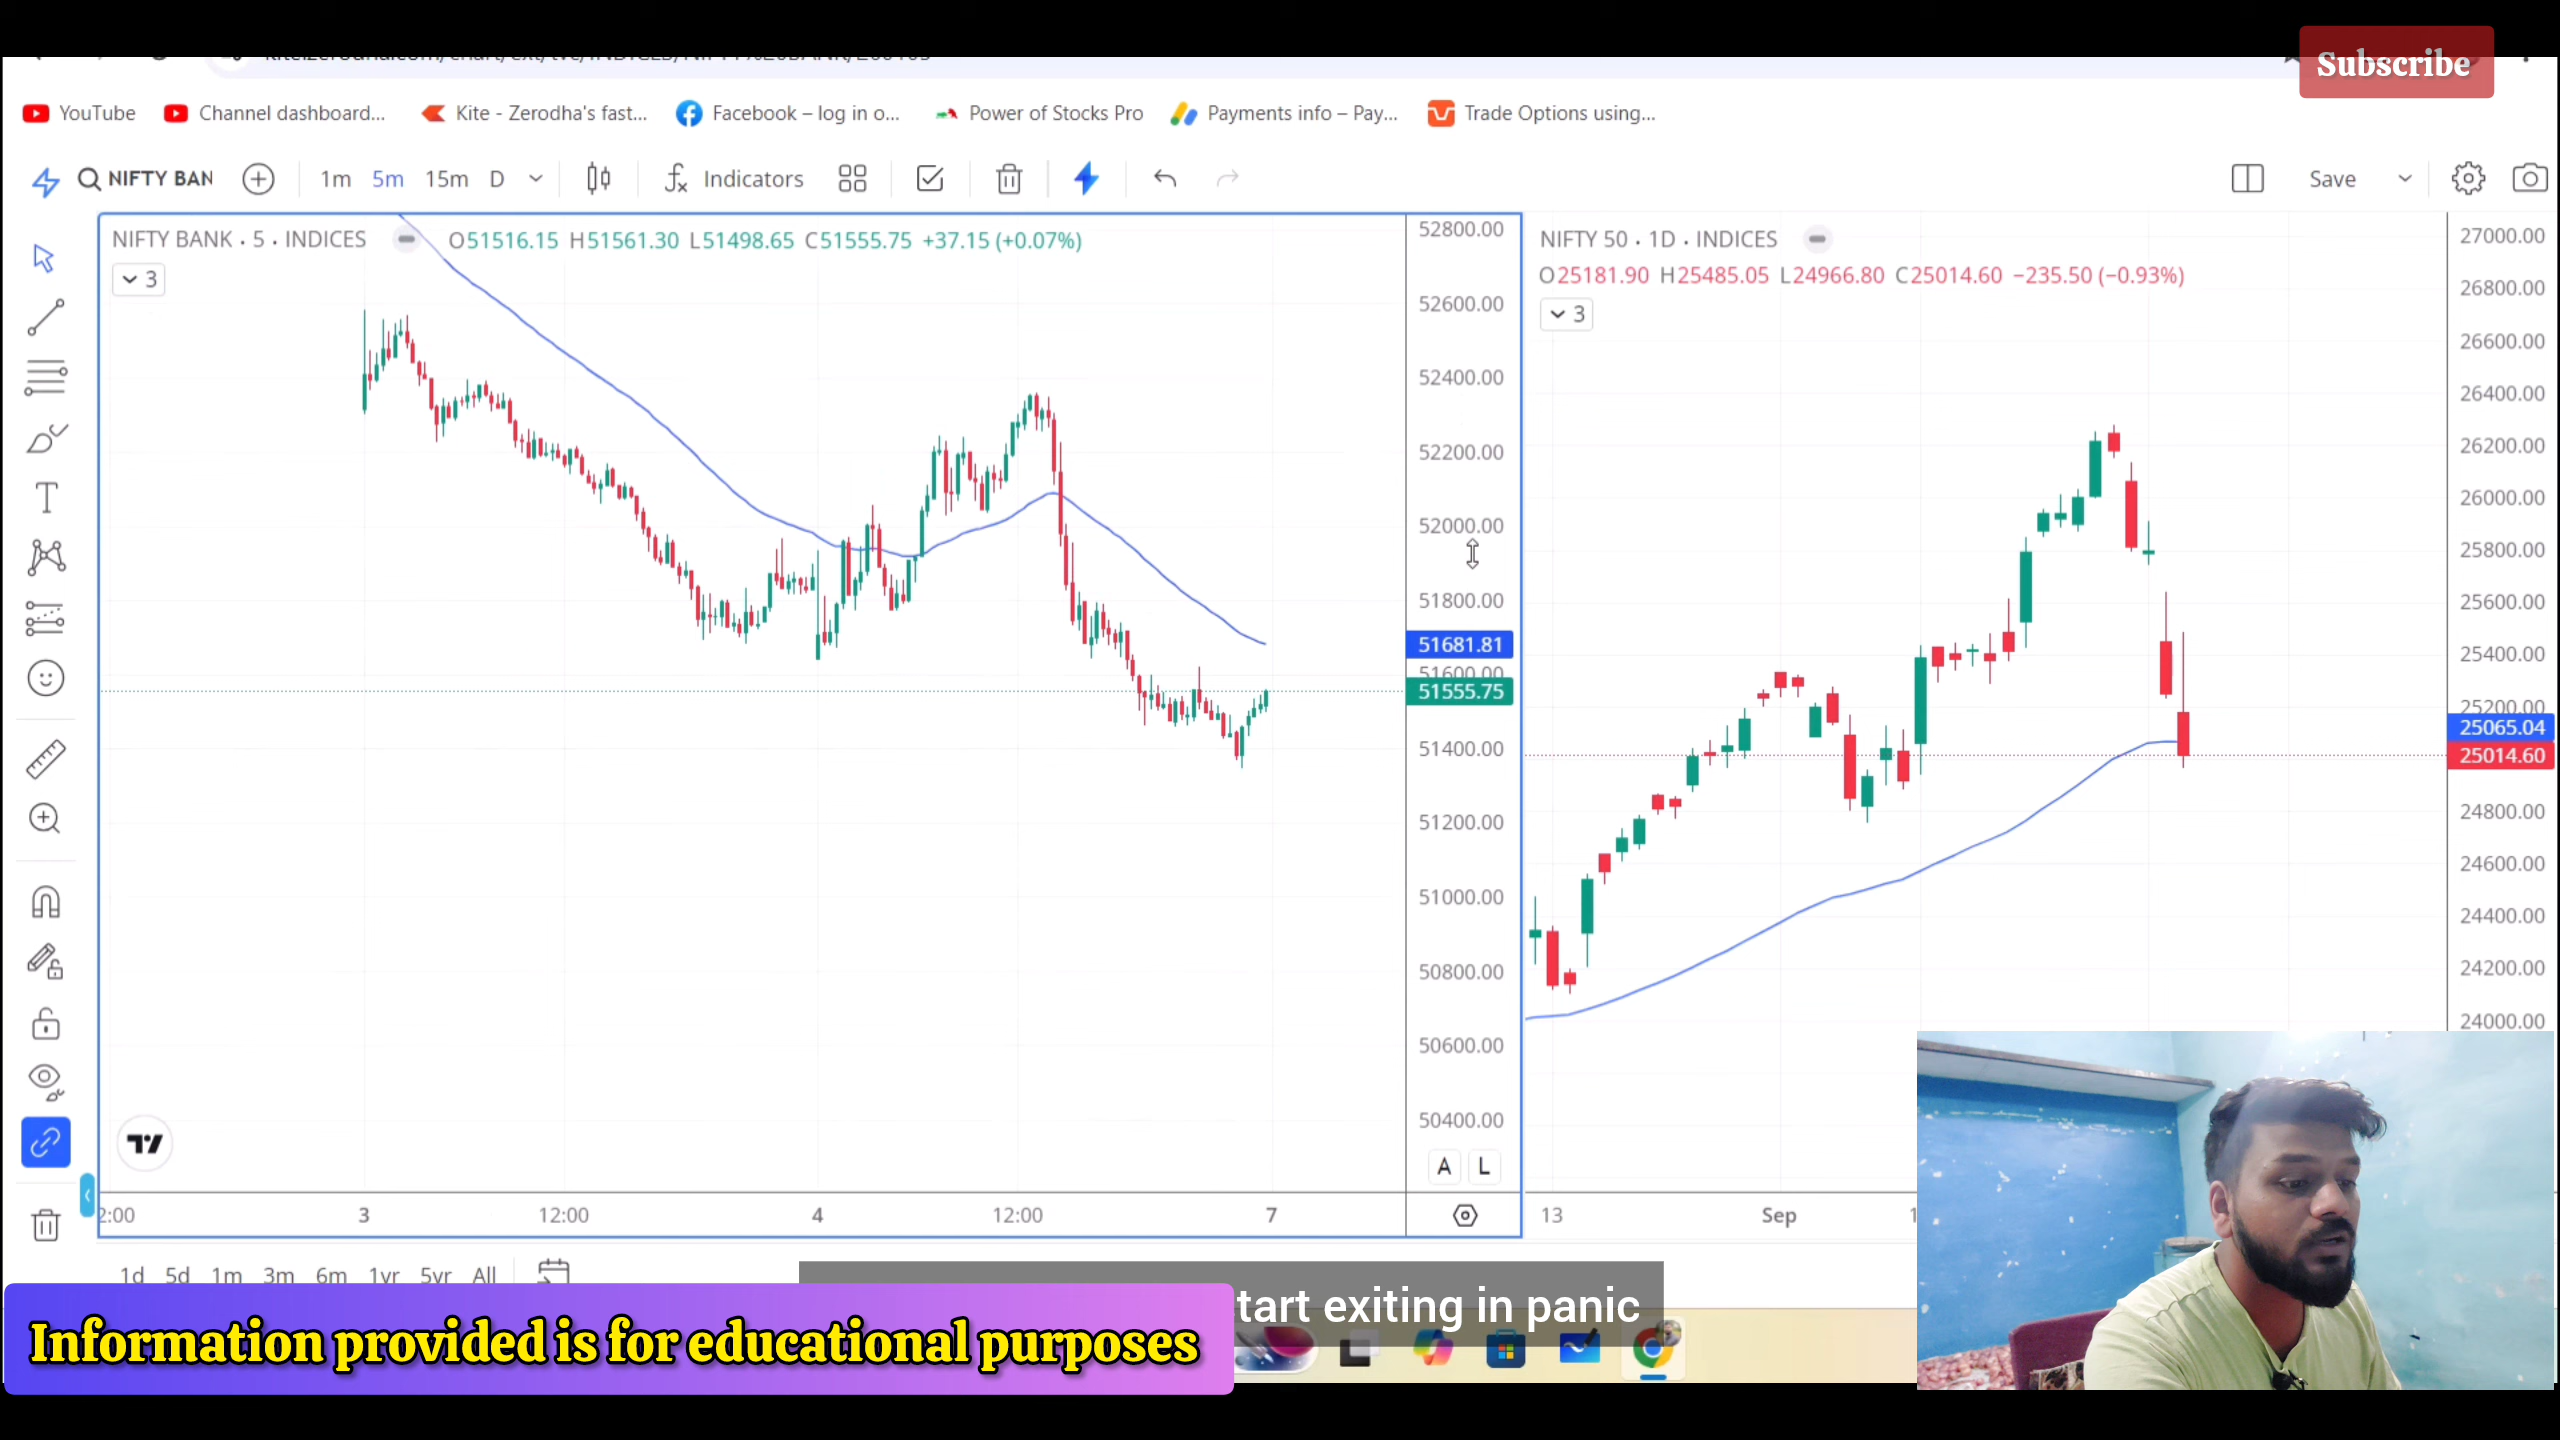 Subscribe
YouTube Channel dashboard... Kite - Zerodha's fast... Facebook – log in o... Power of Stocks Pro Payments info – Pay... Trade Options using...
NIFTY BAN 1m 5m 15m D Indicators Save
NIFTY BANK · 5 · INDICES O51516.15 H51561.30 L51498.65 C51555.75 +37.15 (+0.07%)
3
52800.00
52600.00
52400.00
52200.00
52000.00
51800.00
51681.81
51600.00
51555.75
51400.00
51200.00
51000.00
50800.00
50600.00
50400.00
A L
2:00 3 12:00 4 12:00 7
NIFTY 50 · 1D · INDICES
O25181.90 H25485.05 L24966.80 C25014.60 −235.50 (−0.93%)
3
27000.00
26800.00
26600.00
26400.00
26200.00
26000.00
25800.00
25600.00
25400.00
25200.00
25065.04
25014.60
24800.00
24600.00
24400.00
24200.00
24000.00
13 Sep
1d 5d 1m 3m 6m 1yr 5yr All
tart exiting in panic
Information provided is for educational purposes